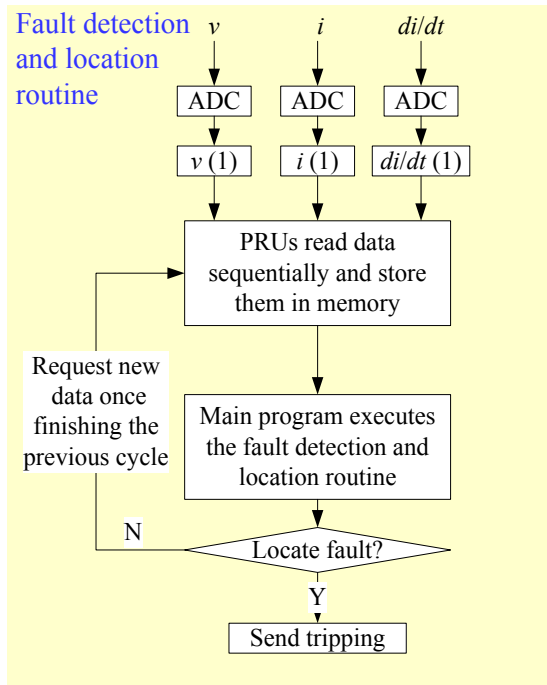 Fault detection
and location
routine
v
i
di/dt
ADC
ADC
ADC
v (1)
i (1)
di/dt (1)
PRUs read data
sequentially and store
them in memory
Request new
data once
finishing the
previous cycle
Main program executes
the fault detection and
location routine
N
Locate fault?
Y
Send tripping